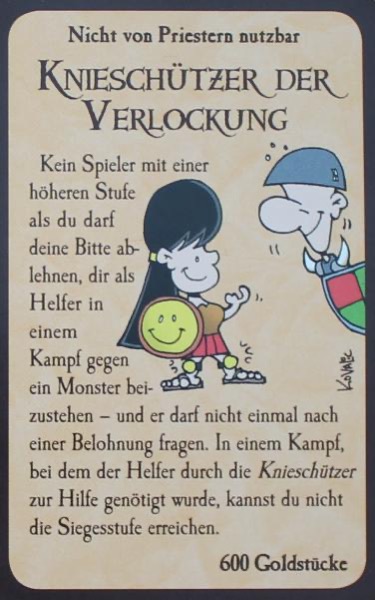 Nicht von Priestern nutzbar
KNIESCHÜTZER DER
VERLOCKUNG
Kein Spieler mit einer
höheren Stufe
als du darf
deine Bitte ab-
lehnen, dir als
Helfer in
einem
Kampf gegen
ein Monster bei-
zustehen – und er darf nicht einmal nach
einer Belohnung fragen. In einem Kampf,
bei dem der Helfer durch die Knieschützer
zur Hilfe genötigt wurde, kannst du nicht
die Siegesstufe erreichen.
KOVALIC
600 Goldstücke